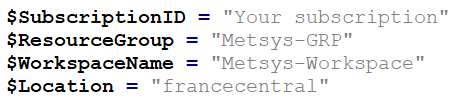 $SubscriptionID = "Your subscription"
$ResourceGroup = "Metsys-GRP"
$WorkspaceName = "Metsys-Workspace"
$Location = "francecentral"